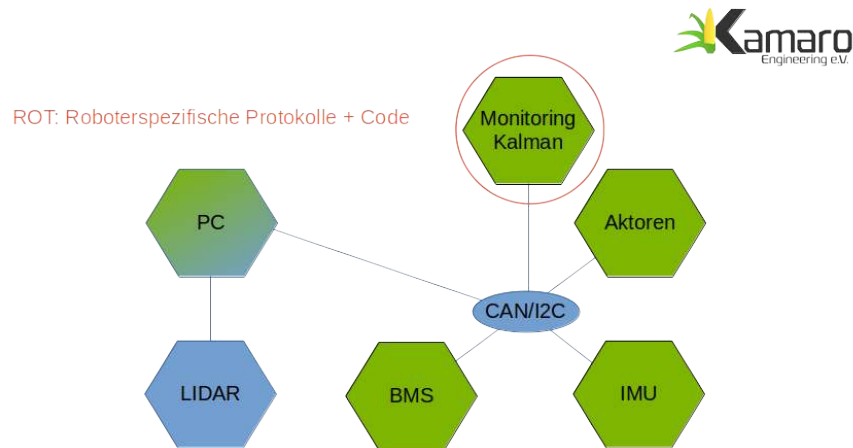 Kamaro
Engineering e.V.
ROT: Roboterspezifische Protokolle + Code
Monitoring
Kalman
PC
Aktoren
CAN/I2C
LIDAR
BMS
IMU